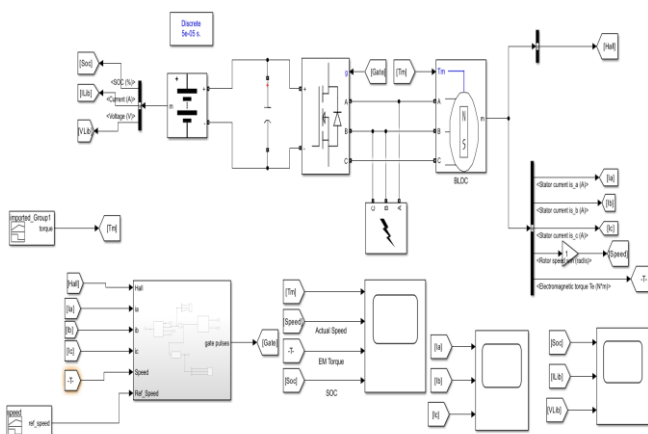 Discrete
5e-05 s.
[Soc]
<SOC (%)>
[ILib]
<Current (A)>
<Voltage (V)>
[VLib]
m
+
-
+
+
-
g
A
B
C
[Gate]
[Tm]
Tm
A
B
C
N
S
m
BLDC
[Hall]
C
B
A
<Stator current is_a (A)>
[Ia]
<Stator current is_b (A)>
[Ib]
<Stator current is_c (A)>
[Ic]
1
[Speed]
<Electromagnetic torque Te (N*m)>
-T-
Imported_Group1
torque
[Tm]
[Hall]
[Ia]
[Ib]
[Ic]
-T-
Hall
ia
ib
ic
Speed
Ref_Speed
gate pulses
[Gate]
speed
ref_speed
[Tm]
[Speed]
Actual Speed
-T-
EM Torque
[Soc]
SOC
[Ia]
[Ib]
[Ic]
[Soc]
[ILib]
[VLib]